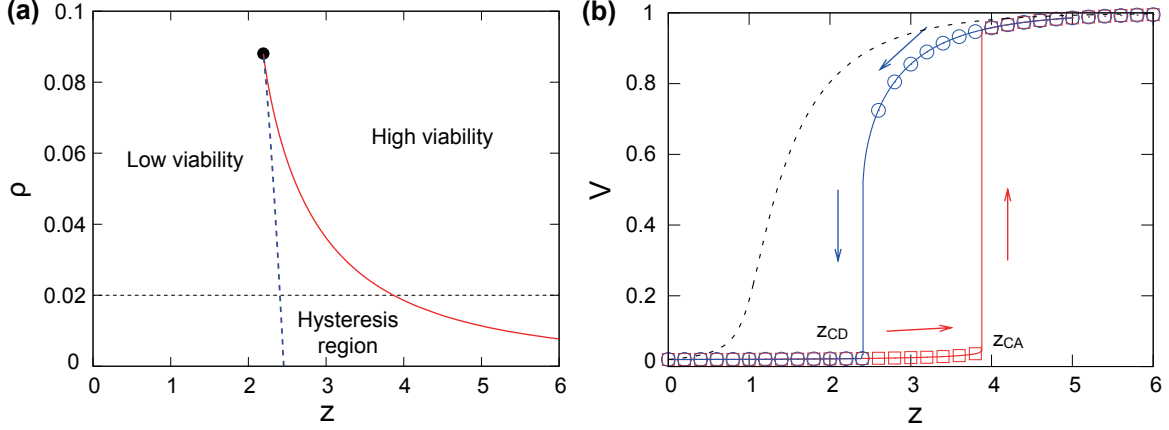 (a)
0.1
0.08
0.06
0.04
0.02
0
ρ
Low viability
High viability
Hysteresis
region
0 1 2 3 4 5 6
z
(b)
1
0.8
0.6
0.4
0.2
0
V
zCD
zCA
0 1 2 3 4 5 6
z